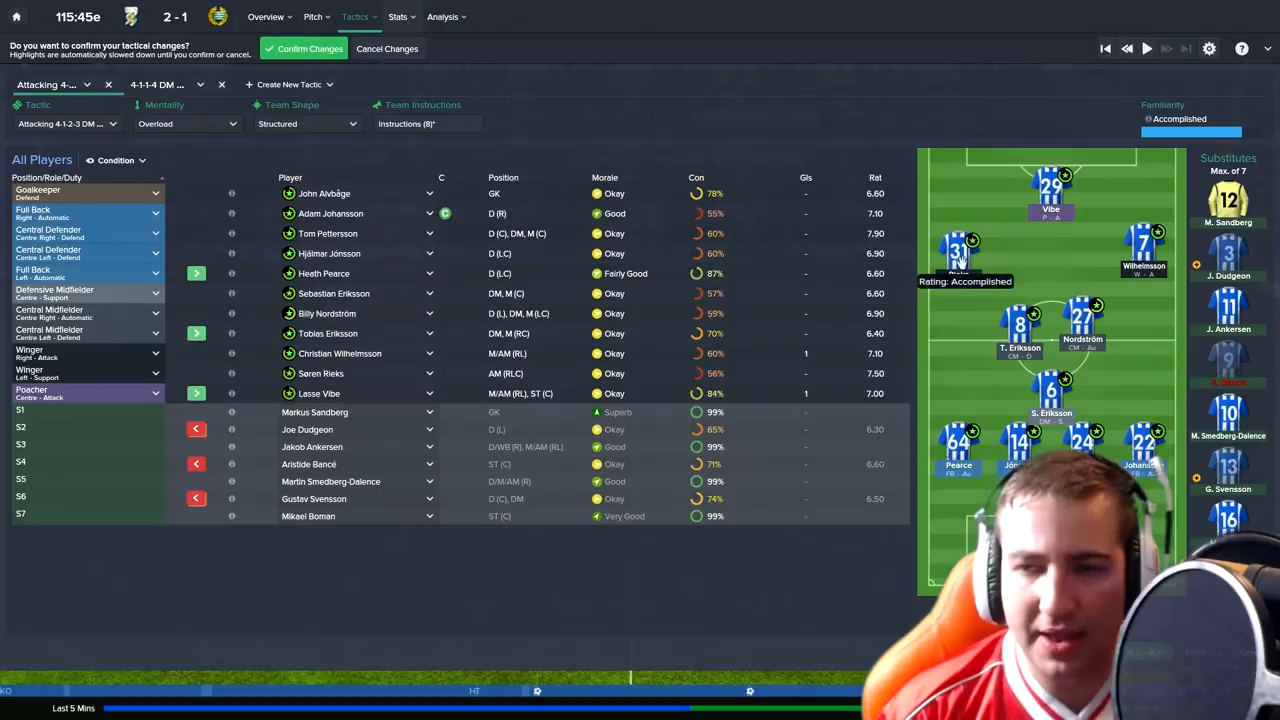 115:45e 2 - 1 Overview Pitch Tactics Stats Analysis
Do you want to confirm your tactical changes?
Highlights are automatically slowed down until you confirm or cancel.
Confirm Changes Cancel Changes
Attacking 4-... 4-1-1-4 DM ... + Create New Tactic
Tactic Mentality Team Shape Team Instructions Familiarity
Attacking 4-1-2-3 DM ... Overload Structured Instructions (8)* Accomplished
All Players Condition
Position/Role/Duty Player C Position Morale Con Gls Rat
Goalkeeper
Defend
John Alvbåge GK Okay 78% - 6.60
Full Back
Right - Automatic
Adam Johansson C D (R) Good 55% - 7.10
Central Defender
Centre Right - Defend
Tom Pettersson D (C), DM, M (C) Okay 60% - 7.90
Central Defender
Centre Left - Defend
Hjálmar Jónsson D (LC) Okay 60% - 6.90
Full Back
Left - Automatic
Heath Pearce D (LC) Fairly Good 87% - 6.60
Defensive Midfielder
Centre - Support
Sebastian Eriksson DM, M (C) Okay 57% - 6.60
Central Midfielder
Centre Right - Automatic
Billy Nordström D (L), DM, M (LC) Okay 59% - 6.90
Central Midfielder
Centre Left - Defend
Tobias Eriksson DM, M (RC) Okay 70% - 6.40
Winger
Right - Attack
Christian Wilhelmsson M/AM (RL) Okay 60% 1 7.10
Winger
Left - Support
Søren Rieks AM (RLC) Okay 56% - 7.50
Poacher
Centre - Attack
Lasse Vibe M/AM (RL), ST (C) Okay 84% 1 7.00
S1 Markus Sandberg GK Superb 99% -
S2 Joe Dudgeon D (L) Okay 65% - 6.30
S3 Jakob Ankersen D/WB (R), M/AM (RL) Good 99% -
S4 Aristide Bancé ST (C) Okay 71% - 6.60
S5 Martin Smedberg-Dalence D/M/AM (R) Good 99% -
S6 Gustav Svensson D (C), DM Okay 74% - 6.50
S7 Mikael Boman ST (C) Very Good 99% -
29
Vibe
P - A
31
Rating: Accomplished
7
Wilhelmsson
W - A
8
T. Eriksson
CM - D
27
Nordström
CM - Au
6
S. Eriksson
DM - S
64
Pearce
FB - Au
14
24
22
Substitutes
Max. of 7
12
M. Sandberg
3
J. Dudgeon
11
J. Ankersen
9
10
M. Smedberg-Dalence
13
G. Svensson
16
KO HT
Last 5 Mins